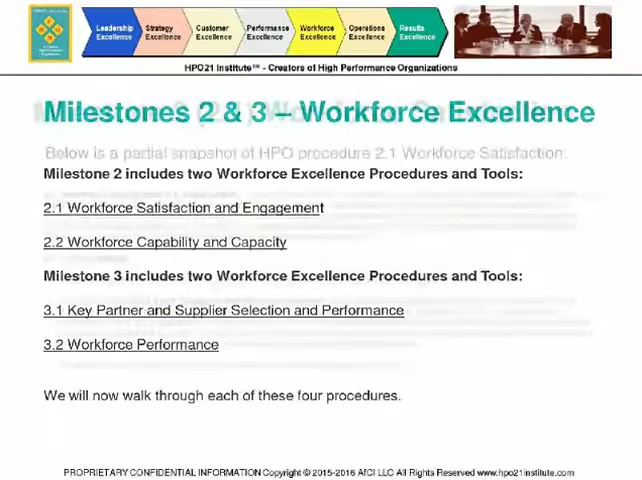 Leadership Excellence
Strategy Excellence
Customer Excellence
Performance Excellence
Workforce Excellence
Operations Excellence
Results Excellence
HPO21 Institute™ - Creators of High Performance Organizations
Milestones 2 & 3 – Workforce Excellence
Below is a partial snapshot of HPO procedure 2.1 Workforce Satisfaction.
Milestone 2 includes two Workforce Excellence Procedures and Tools:
2.1 Workforce Satisfaction and Engagement
2.2 Workforce Capability and Capacity
Milestone 3 includes two Workforce Excellence Procedures and Tools:
3.1 Key Partner and Supplier Selection and Performance
3.2 Workforce Performance
We will now walk through each of these four procedures.
PROPRIETARY CONFIDENTIAL INFORMATION Copyright © 2015-2016 AfCI LLC All Rights Reserved www.hpo21institute.com